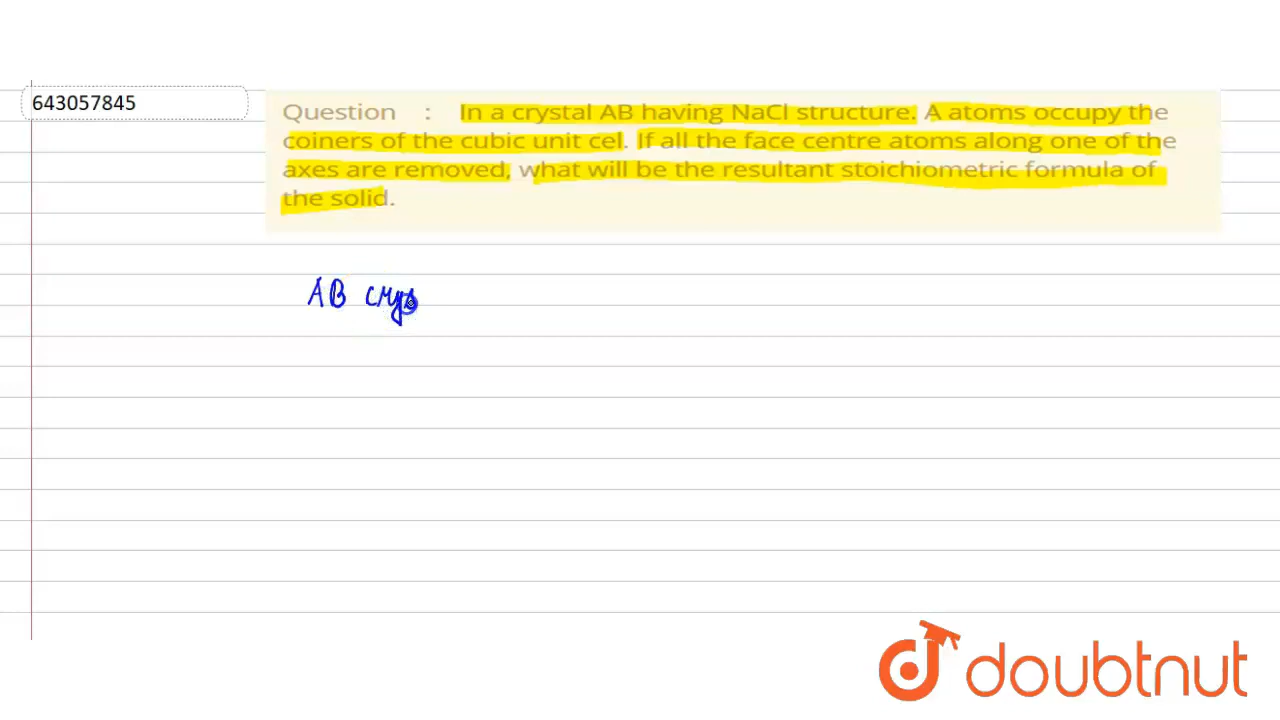 643057845
Question : In a crystal AB having NaCl structure. A atoms occupy the
coiners of the cubic unit cel. If all the face centre atoms along one of the
axes are removed, what will be the resultant stoichiometric formula of
the solid.
AB crys
doubtnut